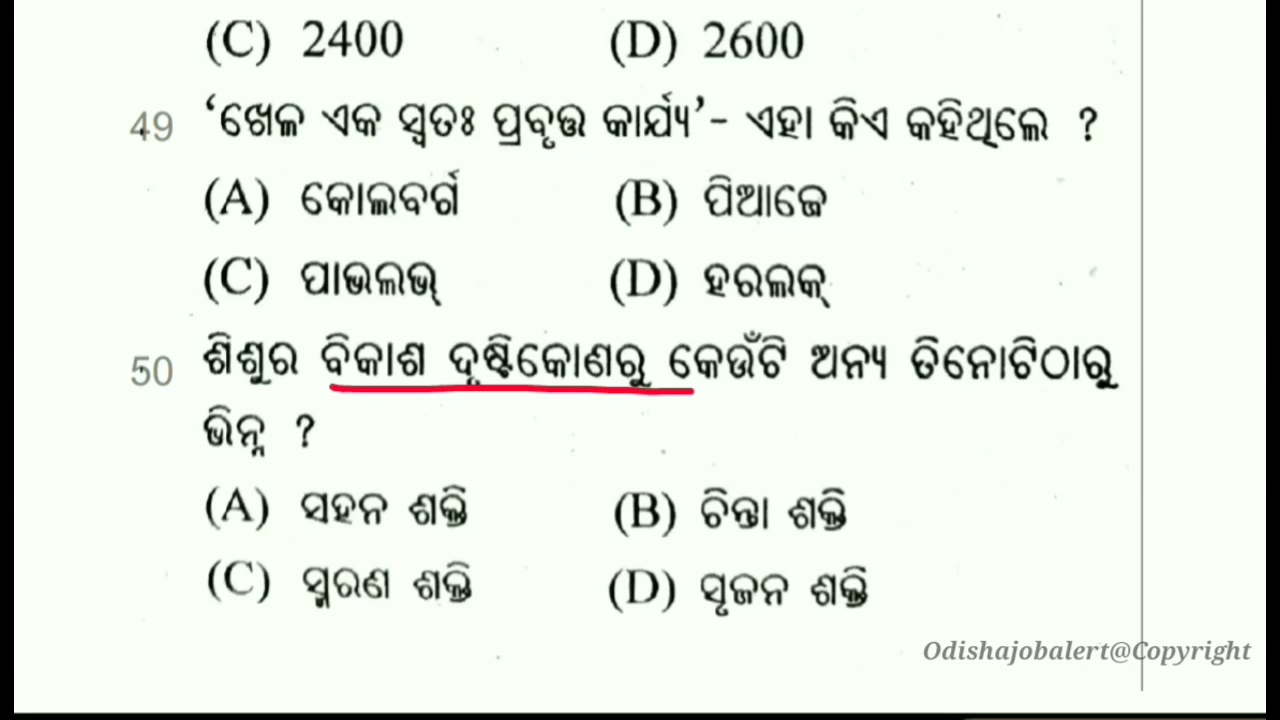 (C) 2400 (D) 2600
49 ‘ଖେଳ ଏକ ସ୍ୱତଃ ପ୍ରବୃତ୍ତ କାର୍ଯ୍ୟ’- ଏହା କିଏ କହିଥିଲେ ?
(A) କୋଲବର୍ଗ (B) ପିଆଜେ
(C) ପାଭଲଭ୍ (D) ହରଲକ୍
50 ଶିଶୁର ବିକାଶ ଦୃଷ୍ଟିକୋଣରୁ କେଉଁଟି ଅନ୍ୟ ତିନୋଟିଠାରୁ
ଭିନ୍ନ ?
(A) ସହନ ଶକ୍ତି (B) ଚିନ୍ତା ଶକ୍ତି
(C) ସ୍ମରଣ ଶକ୍ତି (D) ସୃଜନ ଶକ୍ତି
Odishajobalert@Copyright